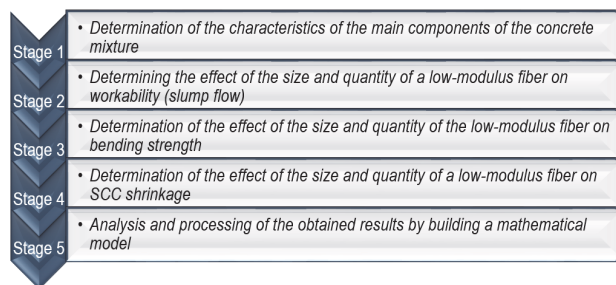 Stage 1
• Determination of the characteristics of the main components of the concrete
mixture
Stage 2
• Determining the effect of the size and quantity of a low-modulus fiber on
workability (slump flow)
Stage 3
• Determination of the effect of the size and quantity of the low-modulus fiber on
bending strength
Stage 4
• Determination of the effect of the size and quantity of a low-modulus fiber on
SCC shrinkage
Stage 5
• Analysis and processing of the obtained results by building a mathematical
model